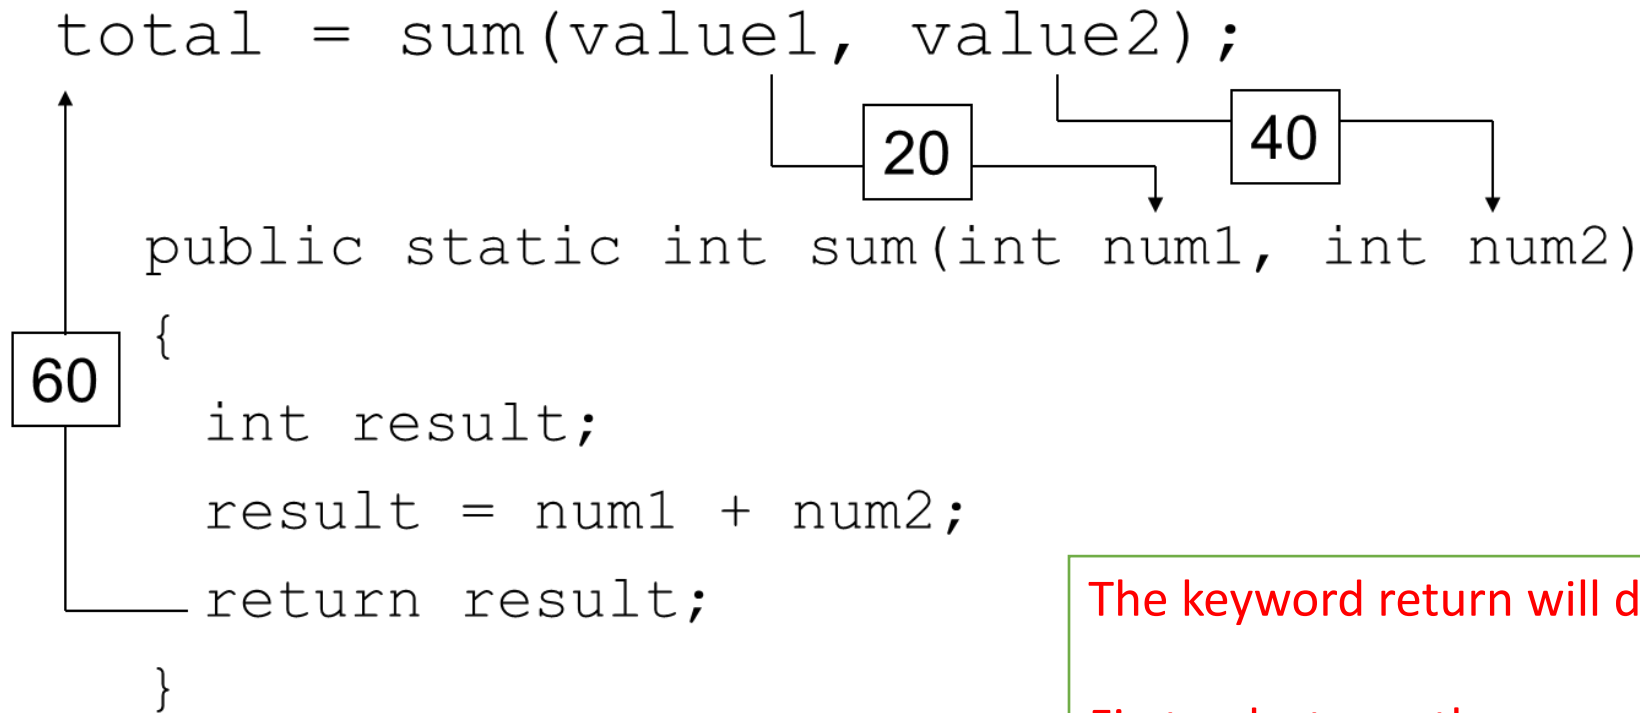 total = sum(value1, value2);
20
40
public static int sum(int num1, int num2)
{
60
int result;
result = num1 + num2;
return result;
The keyword return will
}